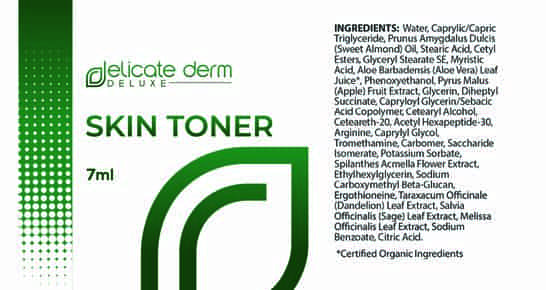 delicate derm
DELUXE
SKIN TONER
7ml
INGREDIENTS: Water, Caprylic/Capric
Triglyceride, Prunus Amygdalus Dulcis
(Sweet Almond) Oil, Stearic Acid, Cetyl
Esters, Glyceryl Stearate SE, Myristic
Acid, Aloe Barbadensis (Aloe Vera) Leaf
Juice*, Phenoxyethanol, Pyrus Malus
(Apple) Fruit Extract, Glycerin, Diheptyl
Succinate, Capryloyl Glycerin/Sebacic
Acid Copolymer, Cetearyl Alcohol,
Ceteareth-20, Acetyl Hexapeptide-30,
Arginine, Caprylyl Glycol,
Tromethamine, Carbomer, Saccharide
Isomerate, Potassium Sorbate,
Spilanthes Acmella Flower Extract,
Ethylhexylglycerin, Sodium
Carboxymethyl Beta-Glucan,
Ergothioneine, Taraxacum Officinale
(Dandelion) Leaf Extract, Salvia
Officinalis (Sage) Leaf Extract, Melissa
Officinalis Leaf Extract, Sodium
Benzoate, Citric Acid.
*Certified Organic Ingredients